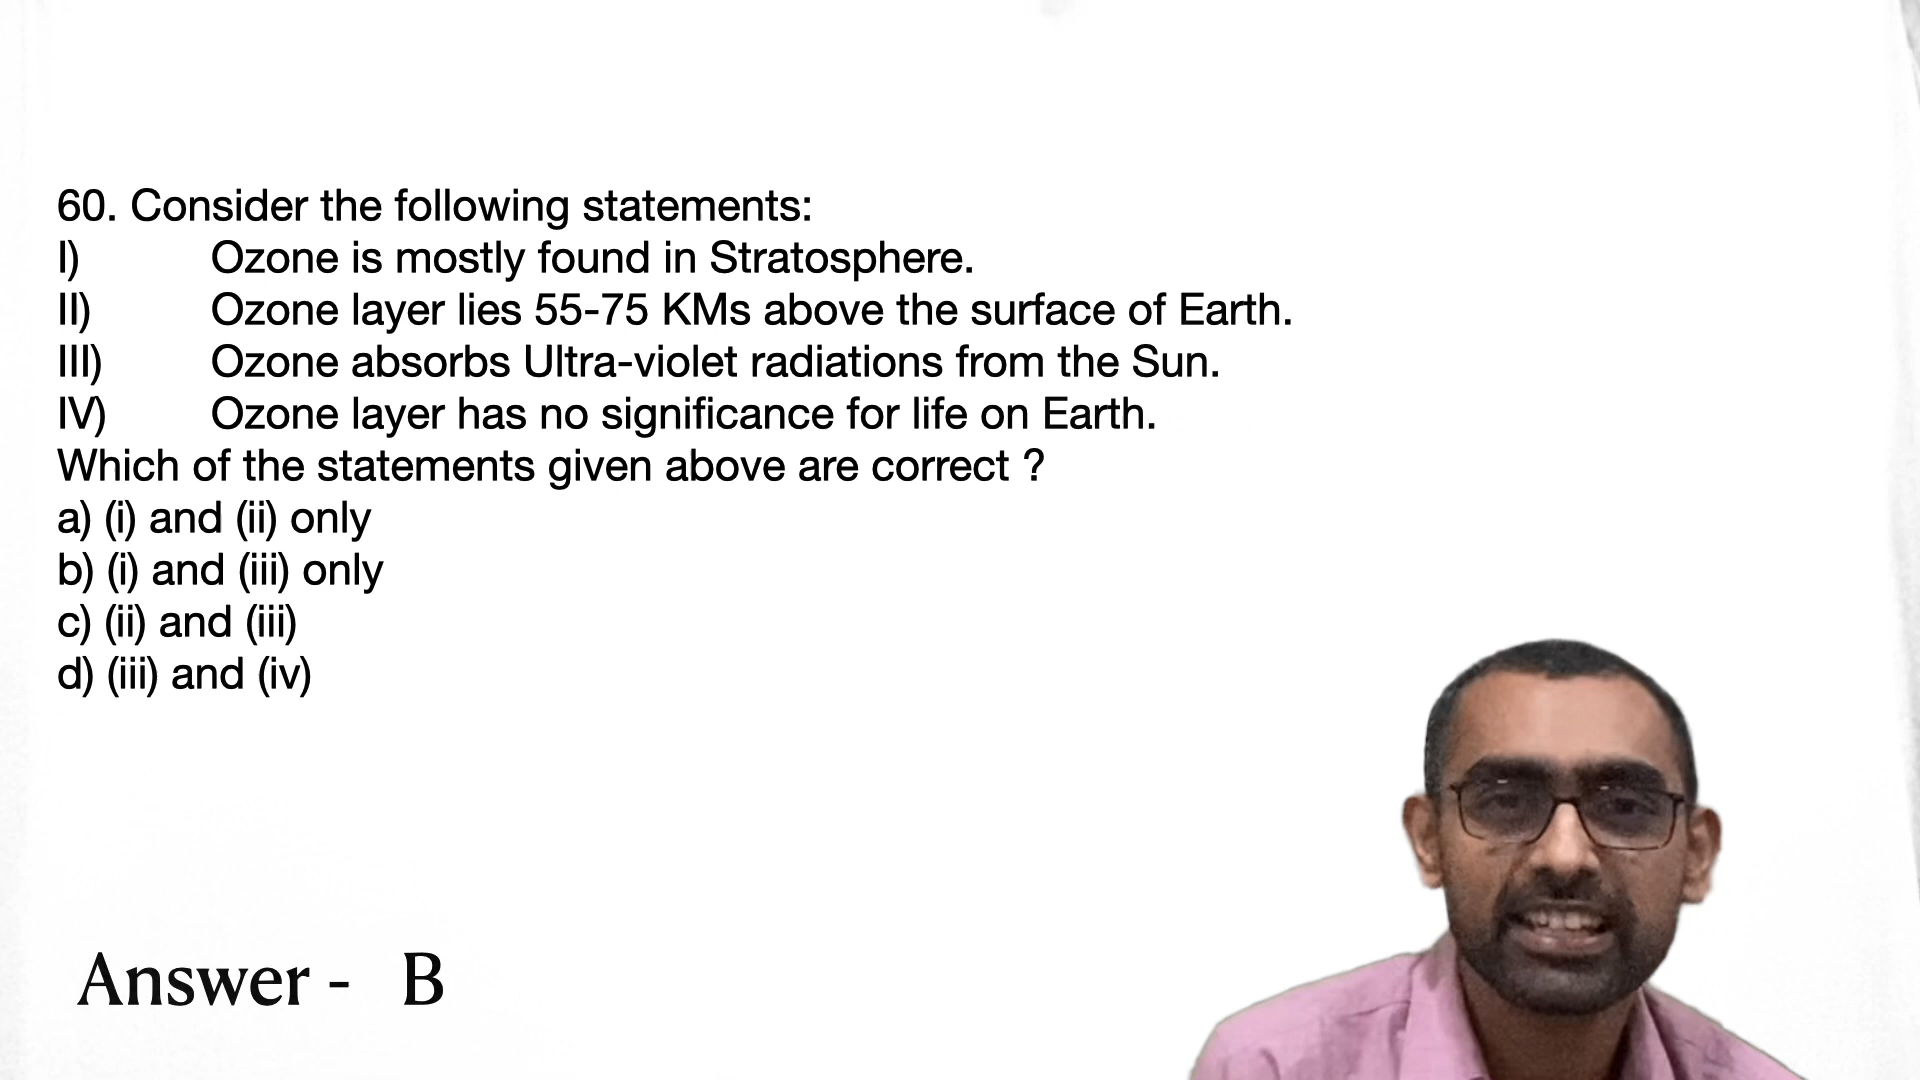 60. Consider the following statements:
I) Ozone is mostly found in Stratosphere.
II) Ozone layer lies 55-75 KMs above the surface of Earth.
III) Ozone absorbs Ultra-violet radiations from the Sun.
IV) Ozone layer has no significance for life on Earth.
Which of the statements given above are correct ?
a) (i) and (ii) only
b) (i) and (iii) only
c) (ii) and (iii)
d) (iii) and (iv)
Answer - B